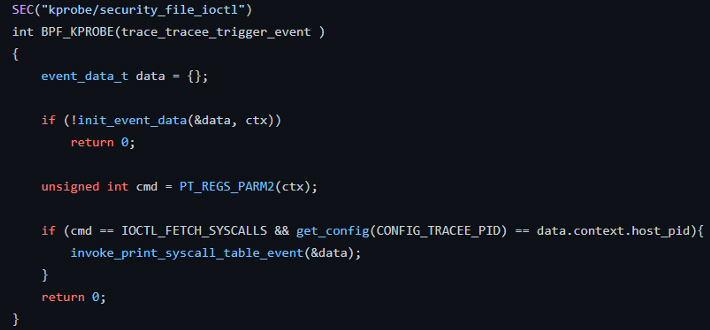 SEC("kprobe/security_file_ioctl")
int BPF_KPROBE(trace_tracee_trigger_event )
{
    event_data_t data = {};

    if (!init_event_data(&data, ctx))
        return 0;

    unsigned int cmd = PT_REGS_PARM2(ctx);

    if (cmd == IOCTL_FETCH_SYSCALLS && get_config(CONFIG_TRACEE_PID) == data.context.host_pid){
        invoke_print_syscall_table_event(&data);
    }
    return 0;
}